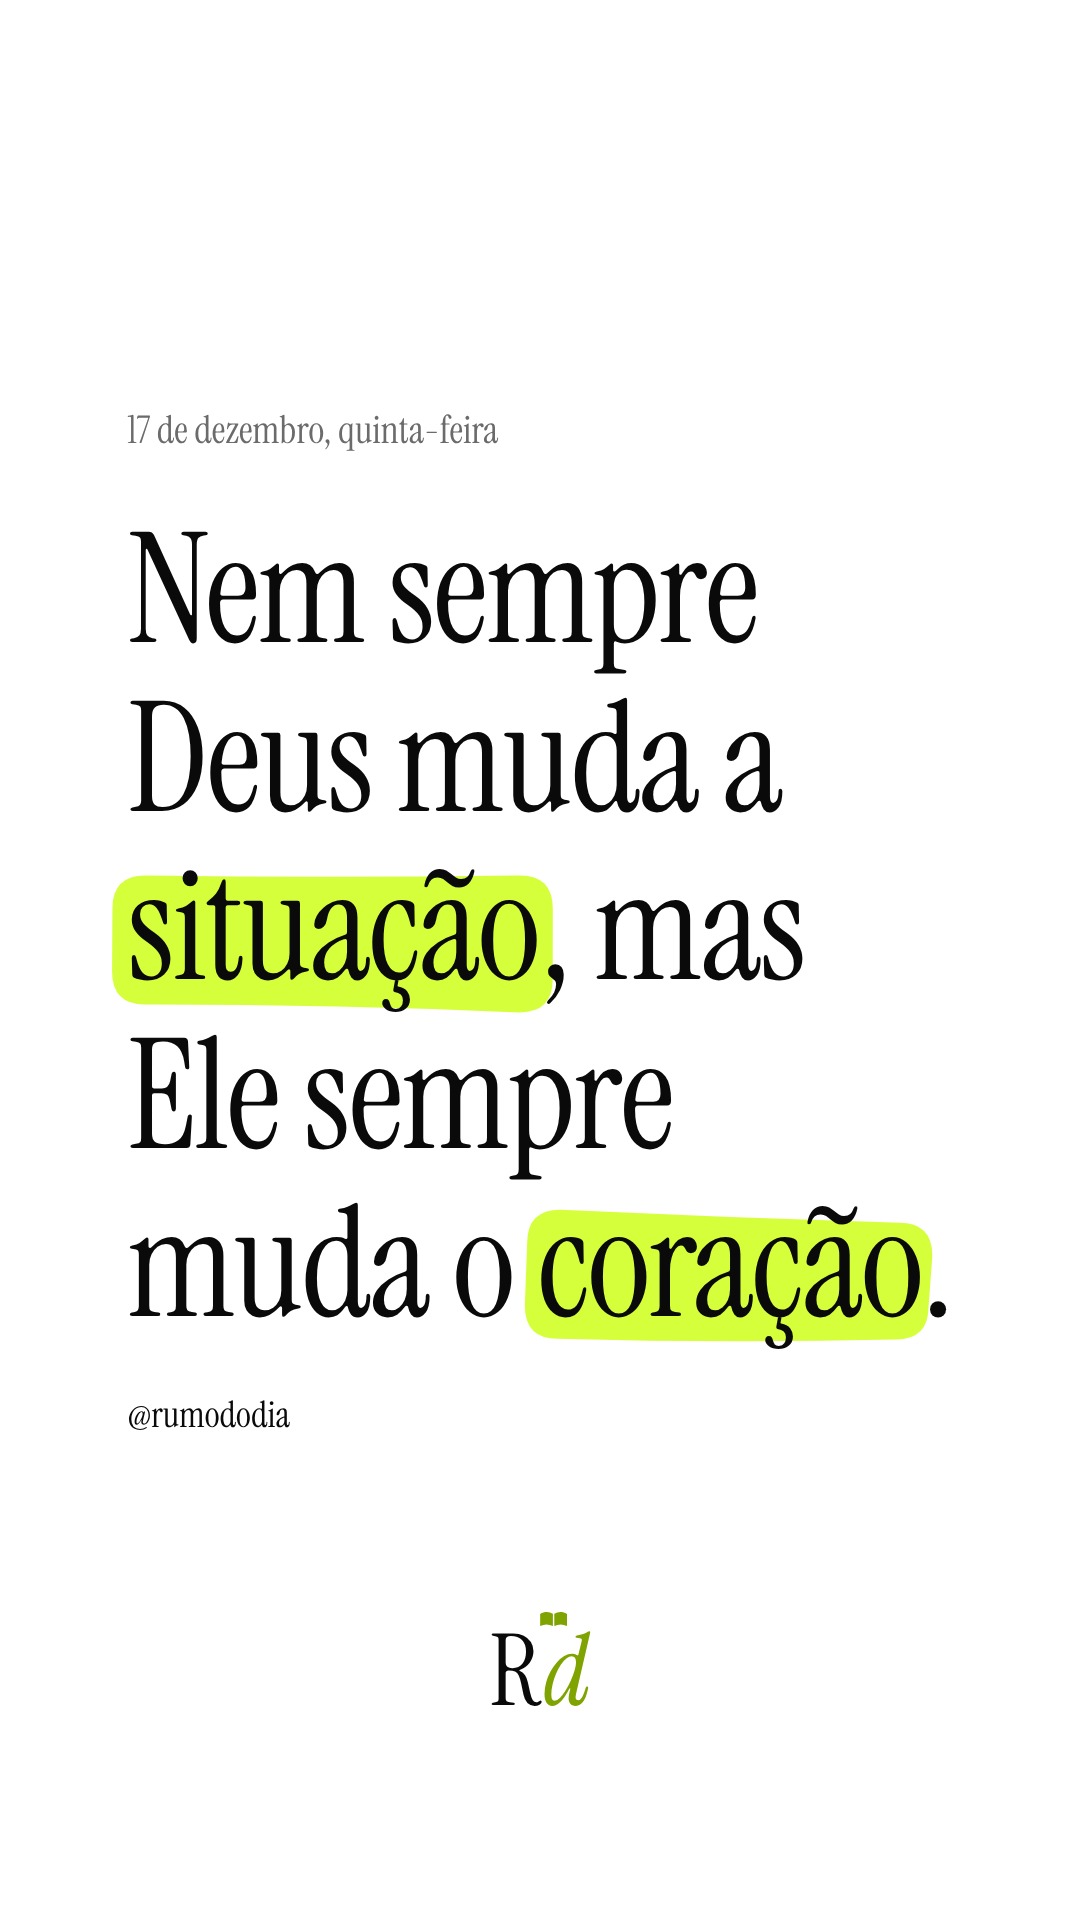 17 de dezembro, quinta-feira
Nem sempre
Deus muda a
situação, mas
Ele sempre
muda o coração.
@rumododia
Rd